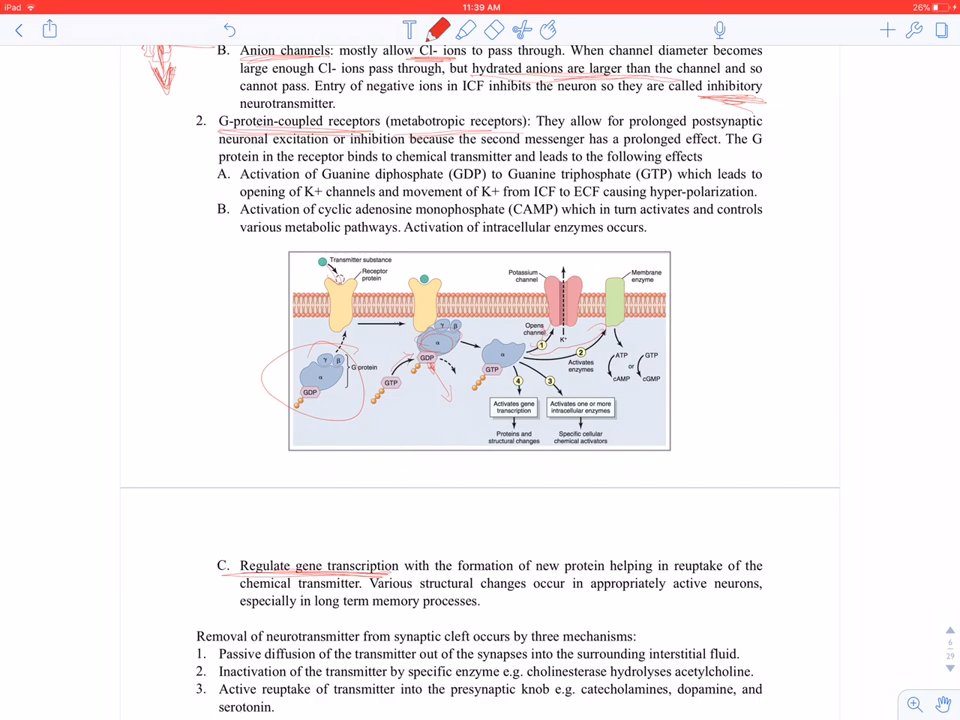 iPad
11:39 AM
26%
T
B. Anion channels: mostly allow Cl- ions to pass through. When channel diameter becomes
large enough Cl- ions pass through, but hydrated anions are larger than the channel and so
cannot pass. Entry of negative ions in ICF inhibits the neuron so they are called inhibitory
neurotransmitter.
2. G-protein-coupled receptors (metabotropic receptors): They allow for prolonged postsynaptic
neuronal excitation or inhibition because the second messenger has a prolonged effect. The G
protein in the receptor binds to chemical transmitter and leads to the following effects
A. Activation of Guanine diphosphate (GDP) to Guanine triphosphate (GTP) which leads to
opening of K+ channels and movement of K+ from ICF to ECF causing hyper-polarization.
B. Activation of cyclic adenosine monophosphate (CAMP) which in turn activates and controls
various metabolic pathways. Activation of intracellular enzymes occurs.
Transmitter substance
Receptor
protein
Potassium
channel
Membrane
enzyme
γ β
α
GDP
G protein
GTP
γ β
α
GDP
α
GTP
Opens
channel
1
K+
2
Activates
enzymes
ATP
or
GTP
cAMP
cGMP
4
3
Activates gene
transcription
Activates one or more
intracellular enzymes
Proteins and
structural changes
Specific cellular
chemical activators
C. Regulate gene transcription with the formation of new protein helping in reuptake of the
chemical transmitter. Various structural changes occur in appropriately active neurons,
especially in long term memory processes.
Removal of neurotransmitter from synaptic cleft occurs by three mechanisms:
1. Passive diffusion of the transmitter out of the synapses into the surrounding interstitial fluid.
2. Inactivation of the transmitter by specific enzyme e.g. cholinesterase hydrolyses acetylcholine.
3. Active reuptake of transmitter into the presynaptic knob e.g. catecholamines, dopamine, and
serotonin.
6
29